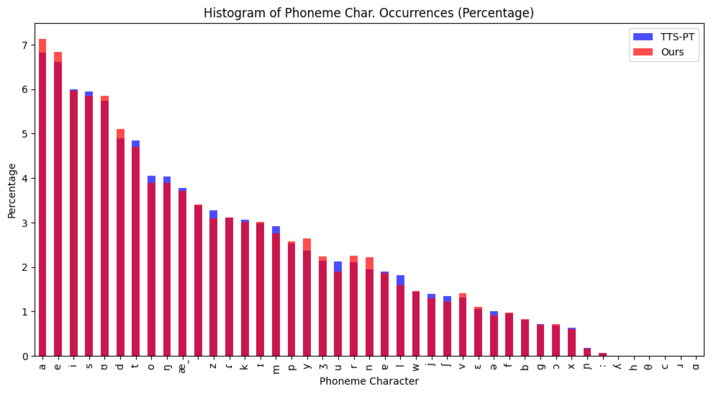 Histogram of Phoneme Char. Occurrences (Percentage)
TTS-PT
Ours
7
6
5
4
3
2
1
0
Percentage
a e i s ʊ d t o ŋ æ ̃ z ɾ k ɪ m p y ʒ u r n ɐ l w j ʃ v ɛ ə f b ɡ ɔ x ɲ ː ʎ h θ c ɹ ɑ
Phoneme Character